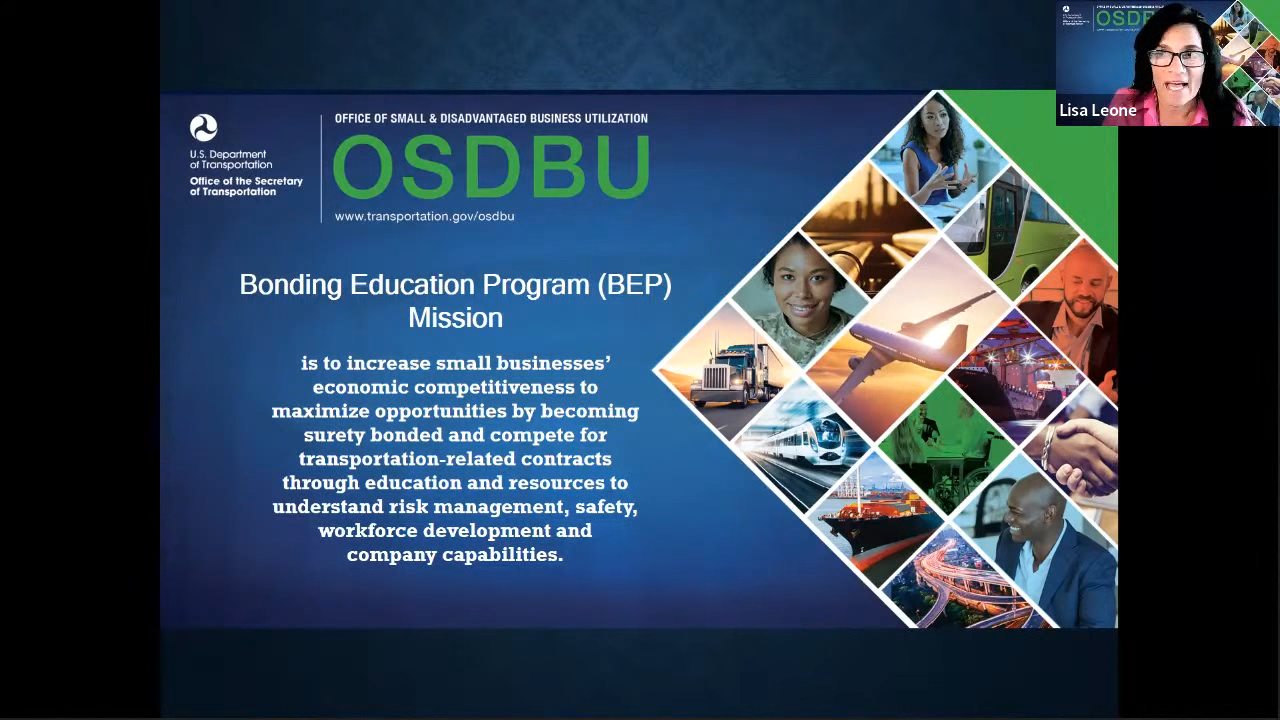 U.S. Department
of Transportation
Office of the Secretary
of Transportation
OFFICE OF SMALL & DISADVANTAGED BUSINESS UTILIZATION
OSDBU
www.transportation.gov/osdbu
Bonding Education Program (BEP)
Mission
is to increase small businesses’
economic competitiveness to
maximize opportunities by becoming
surety bonded and compete for
transportation-related contracts
through education and resources to
understand risk management, safety,
workforce development and
company capabilities.
Lisa Leone